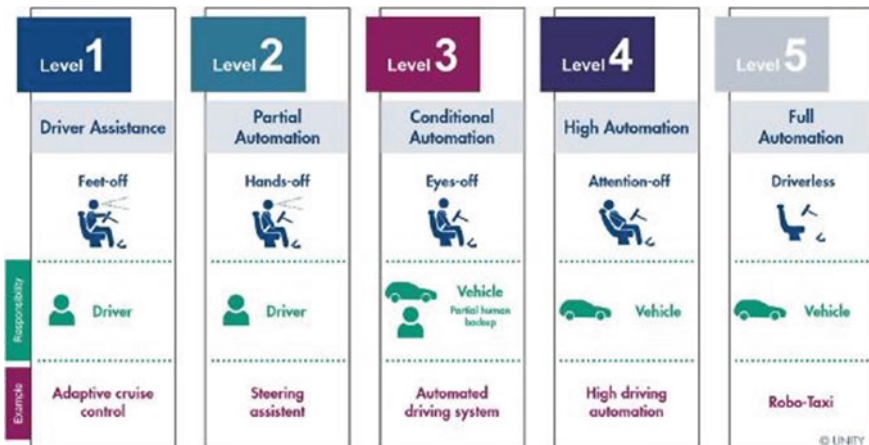 Level 1
Level 2
Level 3
Level 4
Level 5
Driver Assistance
Partial
Automation
Conditional
Automation
High Automation
Full
Automation
Feet-off
Hands-off
Eyes-off
Attention-off
Driverless
Responsibility
Driver
Driver
Vehicle
Partial human
backup
Vehicle
Vehicle
Example
Adaptive cruise
control
Steering
assistent
Automated
driving system
High driving
automation
Robo-Taxi
© UNITY